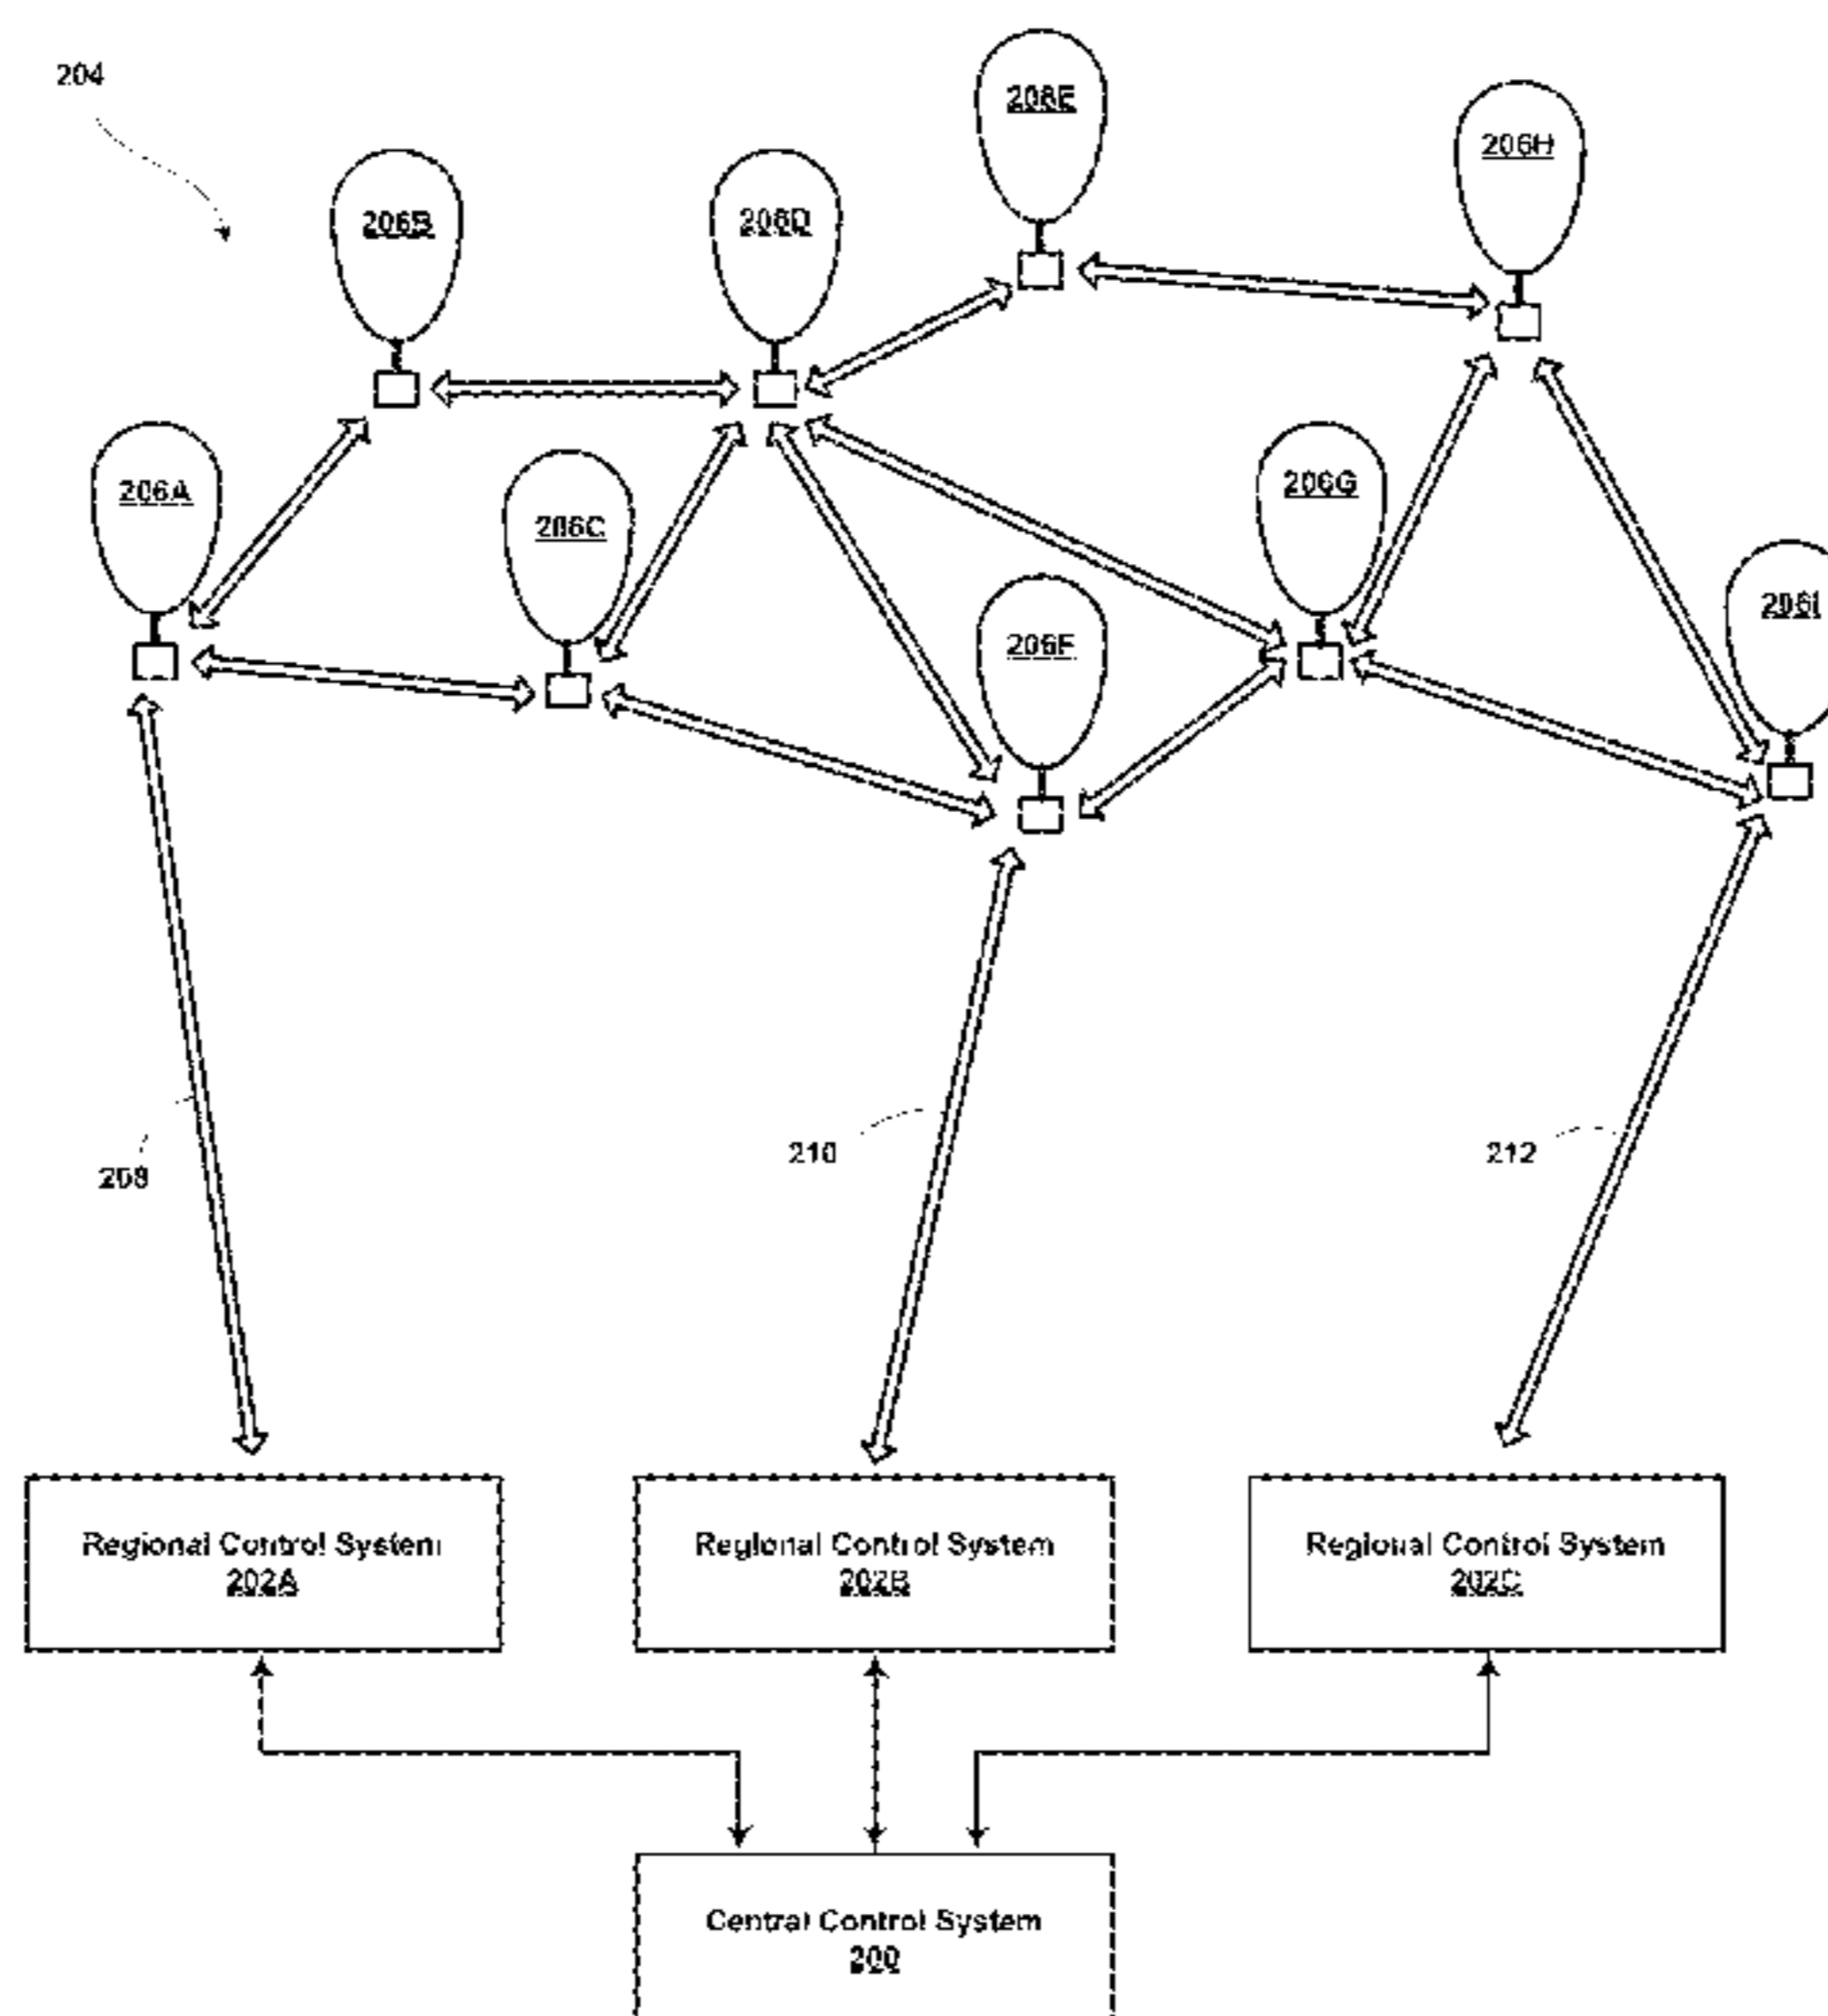 204
206E
206H
206B
206D
206A
206G
206C
206I
206F
208
210
212
Regional Control System
202A
Regional Control System
202B
Regional Control System
202C
Central Control System
200